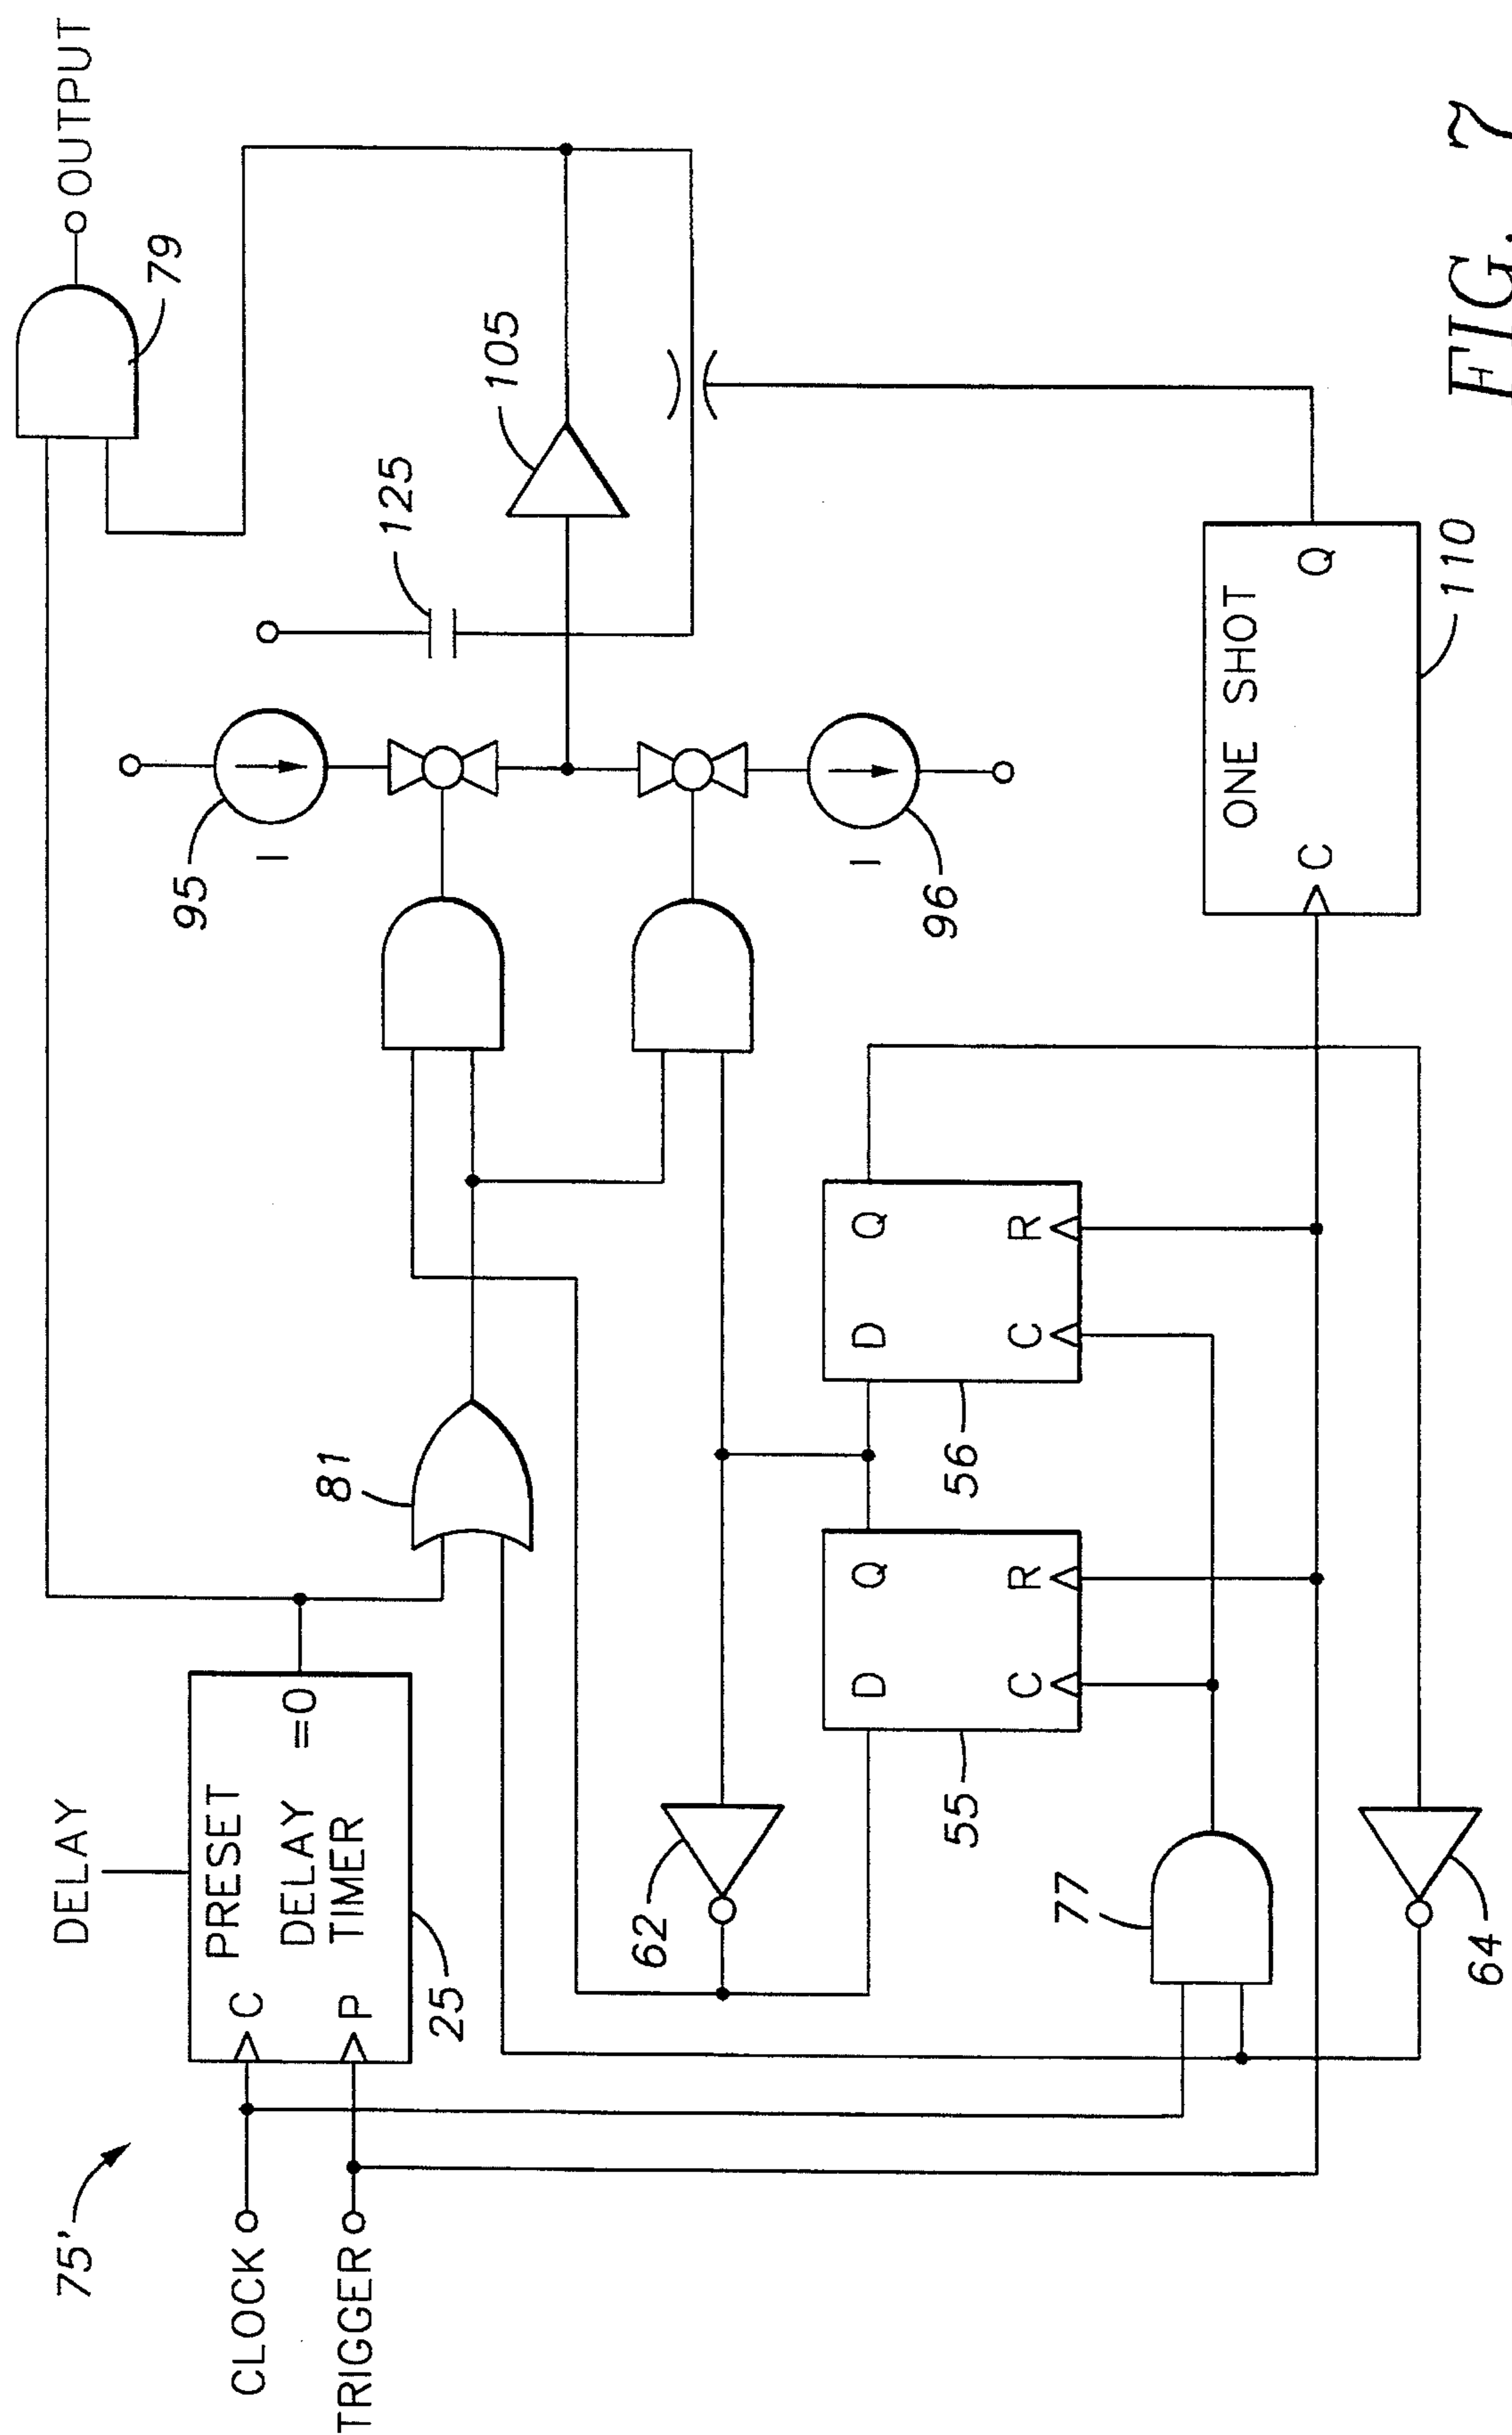 75'
CLOCK
TRIGGER
DELAY
C PRESET
DELAY =0
P TIMER
25
81
79
OUTPUT
95
I
125
105
62
I
96
D Q
C R
55
D Q
C R
56
77
64
ONE SHOT
C Q
110
FIG. 7